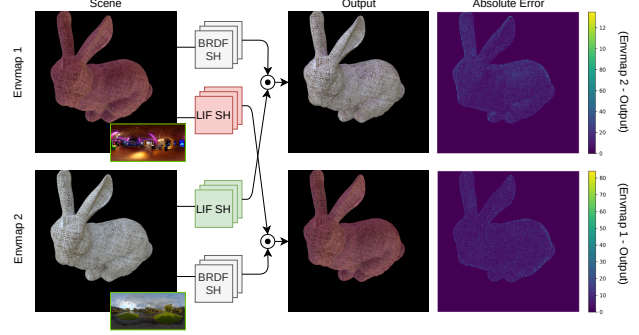 Scene
Output
Absolute Error
Envmap 1
BRDF
SH
LIF SH
12
10
8
6
4
2
0
(Envmap 2 - Output)
Envmap 2
LIF SH
BRDF
SH
80
70
60
50
40
30
20
10
0
(Envmap 1 - Output)